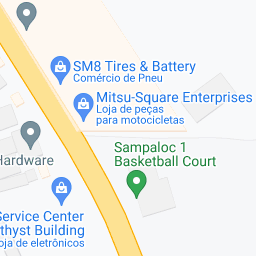 SM8 Tires & Battery
Comércio de Pneu
Mitsu-Square Enterprises
Loja de peças
para motocicletas
Sampaloc 1
Basketball Court
Hardware
Service Center
thyst Building
oja de eletrônicos